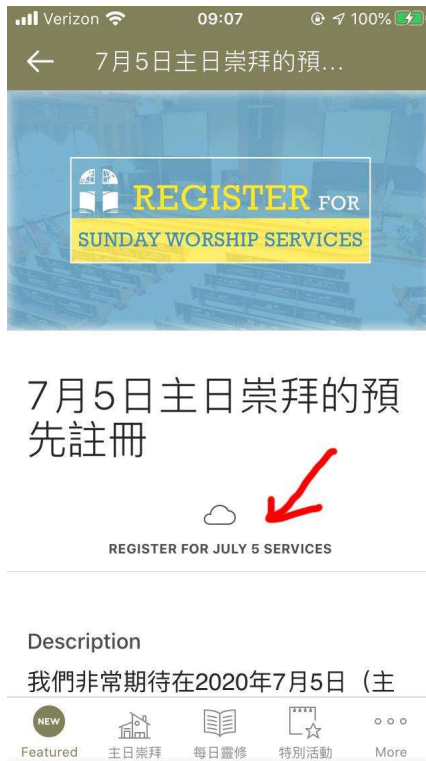 Verizon 09:07 100%
7月5日主日崇拜的預...
REGISTER FOR
SUNDAY WORSHIP SERVICES
7月5日主日崇拜的預
先註冊
REGISTER FOR JULY 5 SERVICES
Description
我們非常期待在2020年7月5日（主
NEW
Featured 主日崇拜 每日靈修 特別活動 More